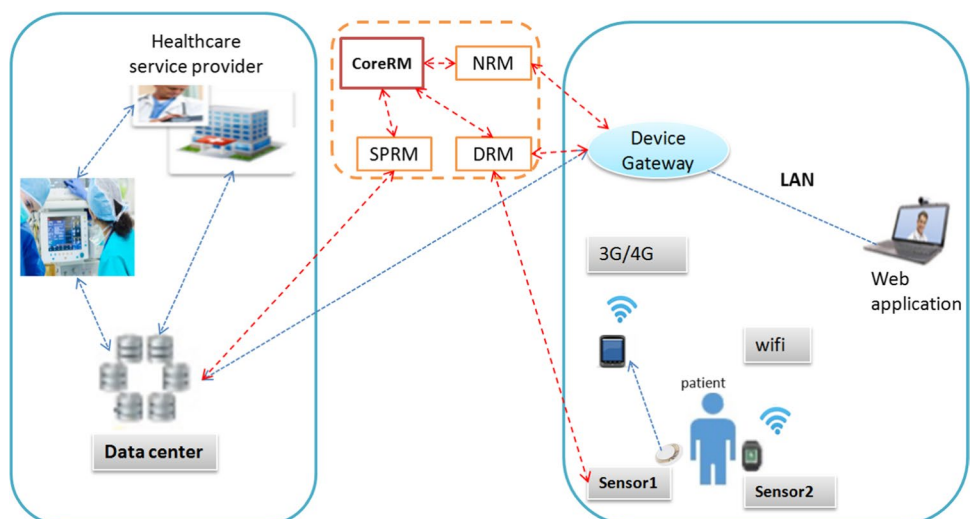 Healthcare
service provider
Data center
CoreRM
NRM
SPRM
DRM
Device
Gateway
LAN
Web
application
3G/4G
wifi
patient
Sensor1
Sensor2